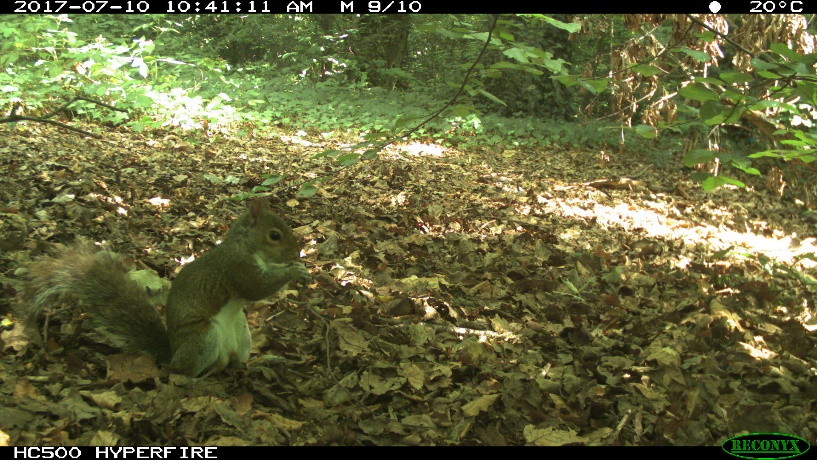 2017-07-10 10:41:11 AM M 9/10 20°C
HC500 HYPERFIRE RECONYX